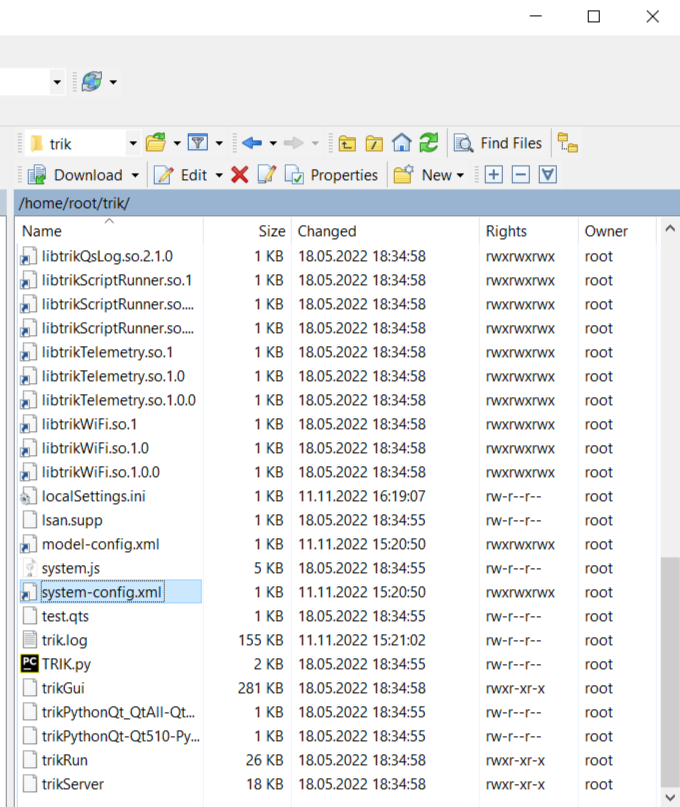 trik
Find Files
Download Edit Properties New
/home/root/trik/
Name Size Changed Rights Owner
libtrikQsLog.so.2.1.0 1 KB 18.05.2022 18:34:58 rwxrwxrwx root
libtrikScriptRunner.so.1 1 KB 18.05.2022 18:34:58 rwxrwxrwx root
libtrikScriptRunner.so.... 1 KB 18.05.2022 18:34:58 rwxrwxrwx root
libtrikScriptRunner.so.... 1 KB 18.05.2022 18:34:58 rwxrwxrwx root
libtrikTelemetry.so.1 1 KB 18.05.2022 18:34:58 rwxrwxrwx root
libtrikTelemetry.so.1.0 1 KB 18.05.2022 18:34:58 rwxrwxrwx root
libtrikTelemetry.so.1.0.0 1 KB 18.05.2022 18:34:58 rwxrwxrwx root
libtrikWiFi.so.1 1 KB 18.05.2022 18:34:58 rwxrwxrwx root
libtrikWiFi.so.1.0 1 KB 18.05.2022 18:34:58 rwxrwxrwx root
libtrikWiFi.so.1.0.0 1 KB 18.05.2022 18:34:58 rwxrwxrwx root
localSettings.ini 1 KB 11.11.2022 16:19:07 rw-r--r-- root
lsan.supp 1 KB 18.05.2022 18:34:55 rw-r--r-- root
model-config.xml 1 KB 11.11.2022 15:20:50 rwxrwxrwx root
system.js 5 KB 18.05.2022 18:34:55 rw-r--r-- root
system-config.xml 1 KB 11.11.2022 15:20:50 rwxrwxrwx root
test.qts 1 KB 18.05.2022 18:34:55 rw-r--r-- root
trik.log 155 KB 11.11.2022 15:21:02 rw-r--r-- root
PC TRIK.py 2 KB 18.05.2022 18:34:55 rw-r--r-- root
trikGui 281 KB 18.05.2022 18:34:58 rwxr-xr-x root
trikPythonQt_QtAll-Qt... 1 KB 18.05.2022 18:34:55 rw-r--r-- root
trikPythonQt-Qt510-Py... 1 KB 18.05.2022 18:34:55 rw-r--r-- root
trikRun 26 KB 18.05.2022 18:34:58 rwxr-xr-x root
trikServer 18 KB 18.05.2022 18:34:58 rwxr-xr-x root